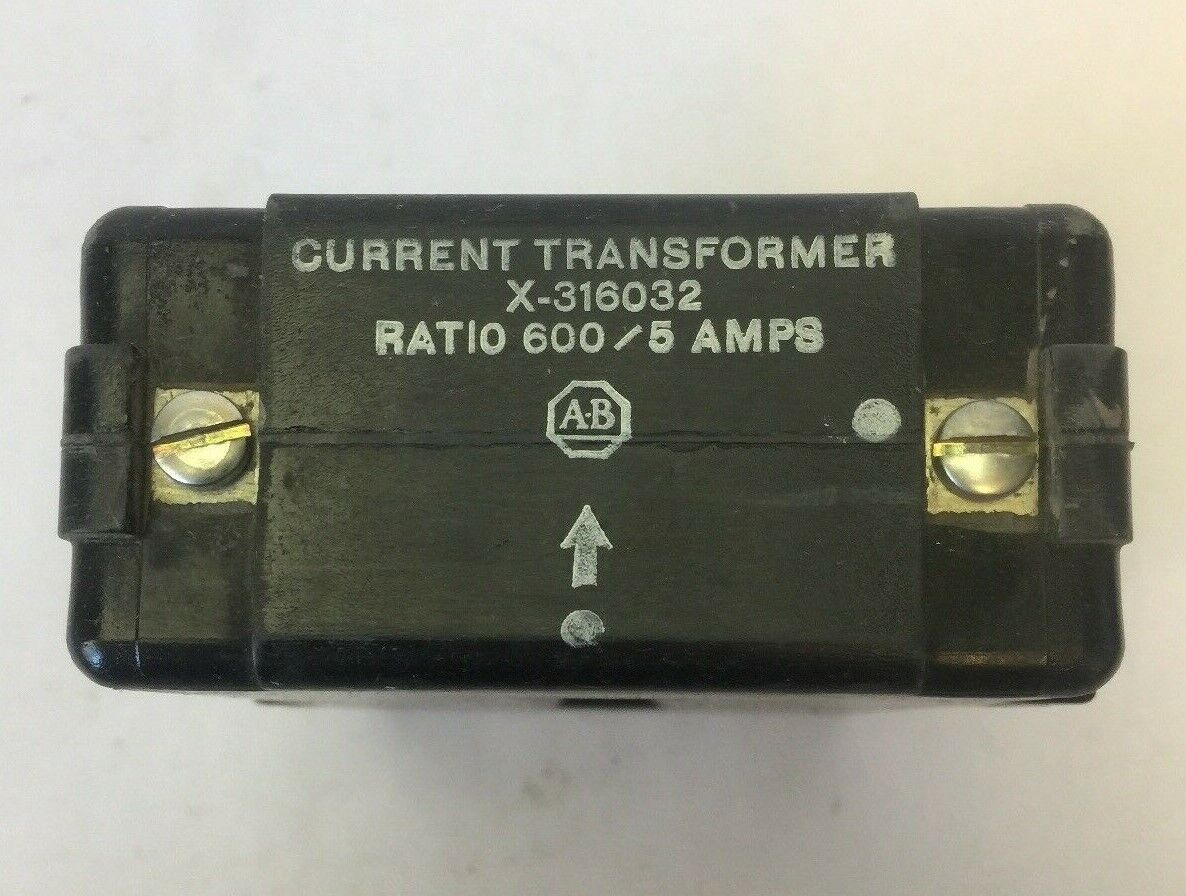 CURRENT TRANSFORMER
X-316032
RATIO 600/5 AMPS
A·B